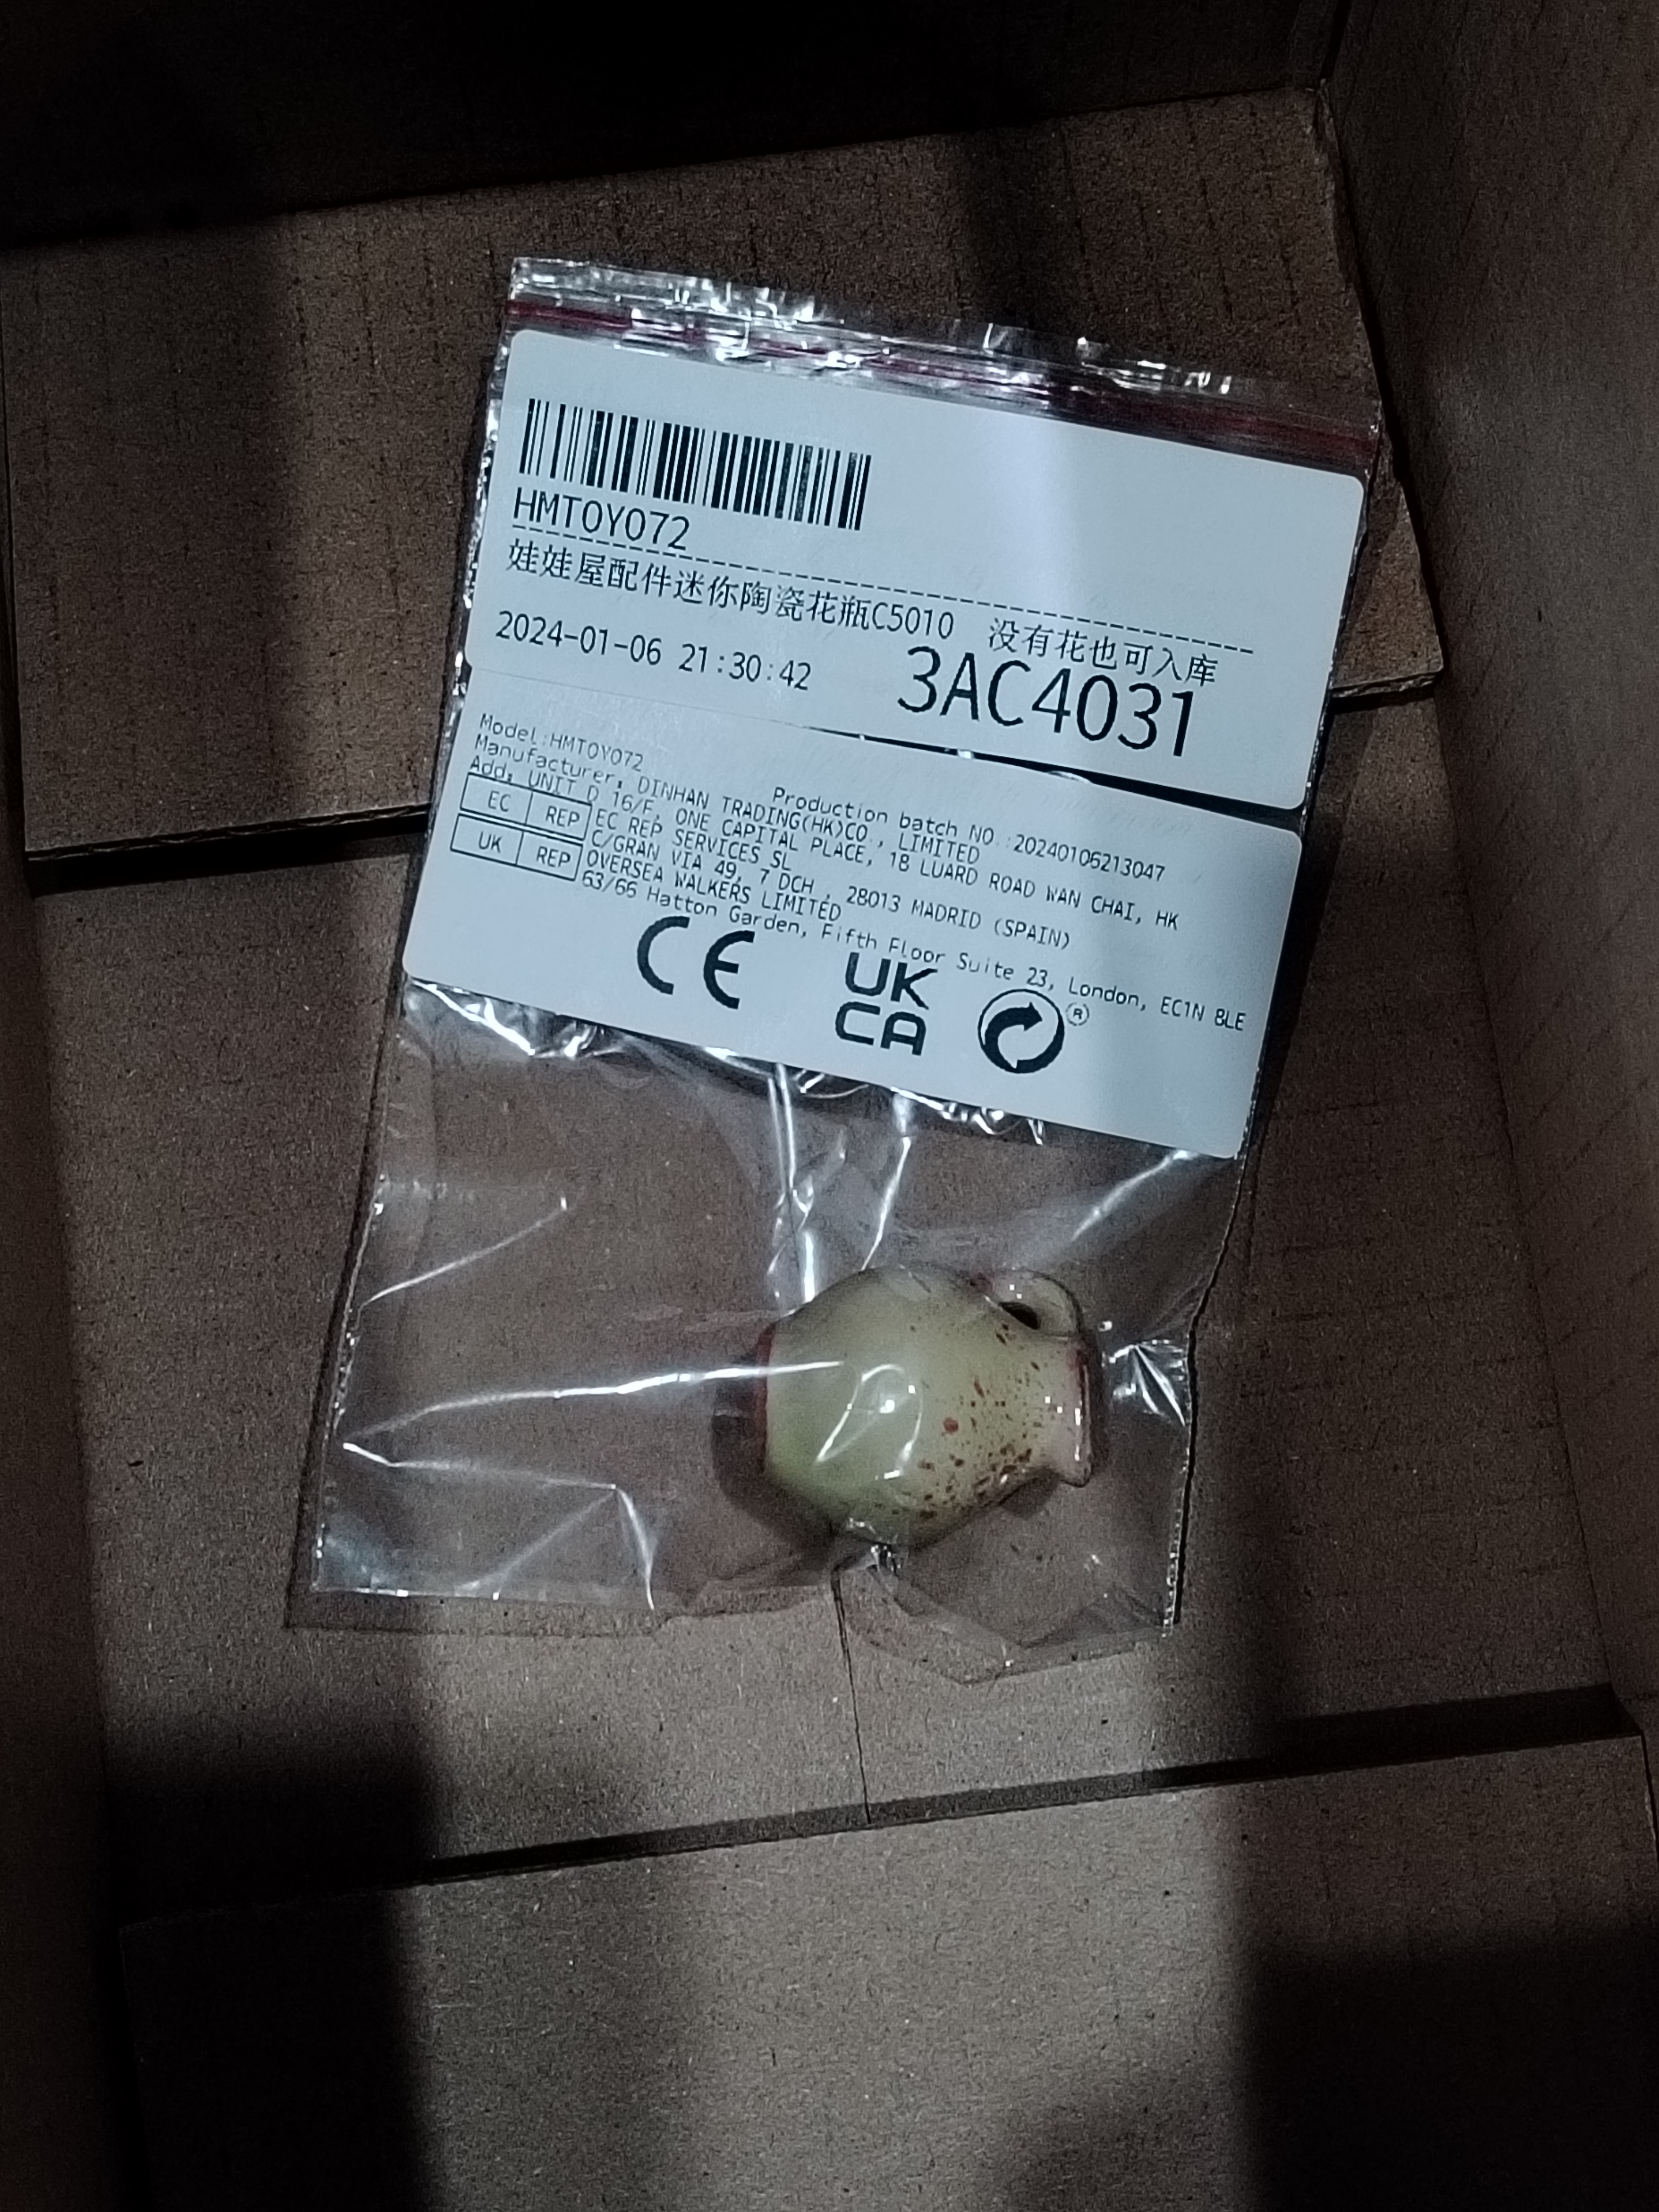 HMTOY072
娃娃屋配件迷你陶瓷花瓶C5010 没有花也可入库
2024-01-06 21:30:42 3AC4031
Model:HMTOY072 Production batch NO.:20240106213047
Manufacturer: DINHAN TRADING(HK)CO., LIMITED
Add: UNIT D 16/F, ONE CAPITAL PLACE, 18 LUARD ROAD WAN CHAI, HK
EC REP EC REP SERVICES SL
C/GRAN VIA 49, 7 DCH , 28013 MADRID (SPAIN)
UK REP OVERSEA WALKERS LIMITED
63/66 Hatton Garden, Fifth Floor Suite 23, London, EC1N 8LE
CE UK CA ®